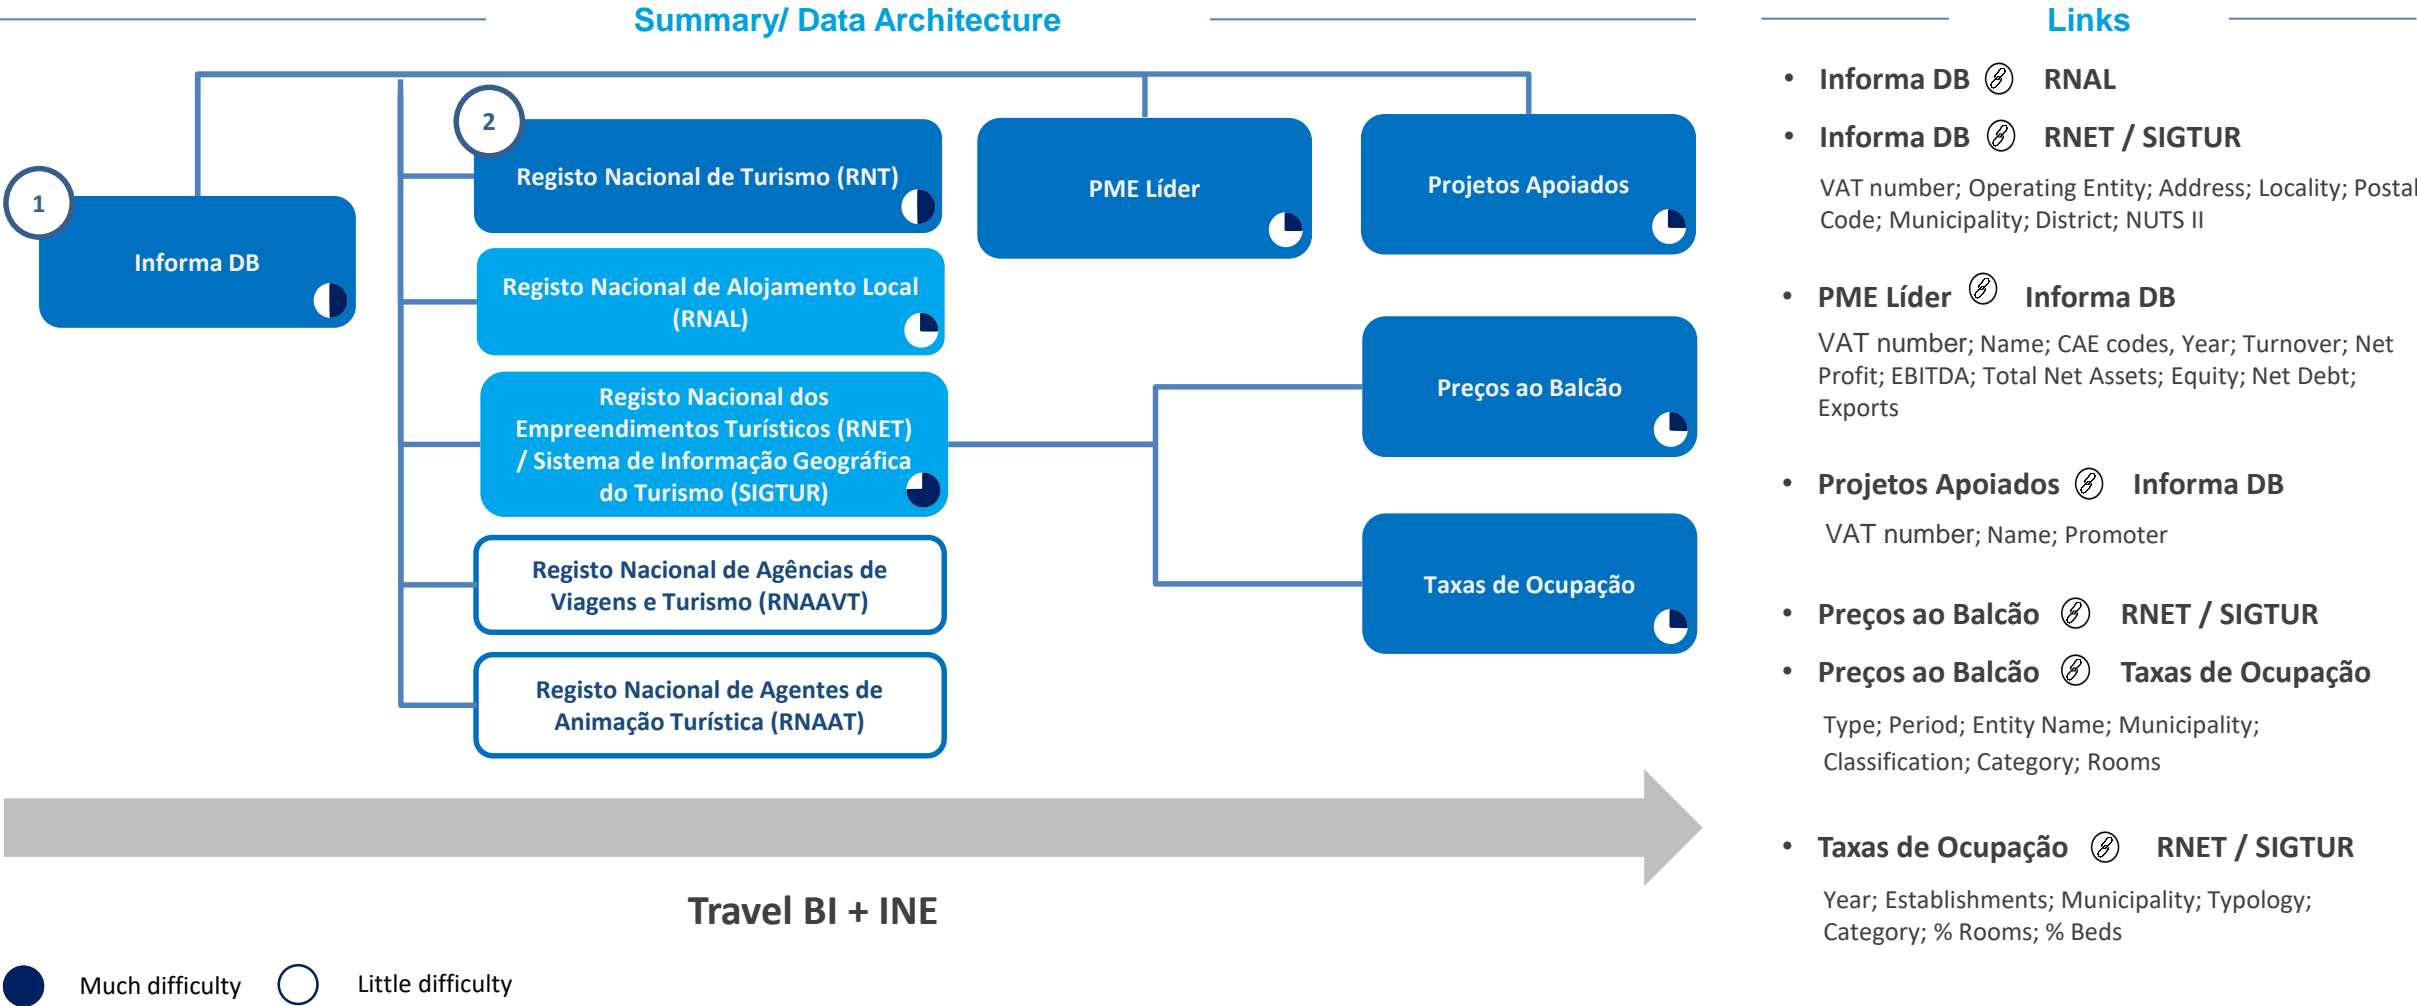 Summary/ Data Architecture
1
Informa DB
2
Registo Nacional de Turismo (RNT)
Registo Nacional de Alojamento Local
(RNAL)
Registo Nacional dos
Empreendimentos Turísticos (RNET)
/ Sistema de Informação Geográfica
do Turismo (SIGTUR)
Registo Nacional de Agências de
Viagens e Turismo (RNAAVT)
Registo Nacional de Agentes de
Animação Turística (RNAAT)
PME Líder
Projetos Apoiados
Preços ao Balcão
Taxas de Ocupação
Travel BI + INE
Much difficulty
Little difficulty
Links
• Informa DB RNAL
• Informa DB RNET / SIGTUR
VAT number; Operating Entity; Address; Locality; Postal
Code; Municipality; District; NUTS II
• PME Líder Informa DB
VAT number; Name; CAE codes, Year; Turnover; Net
Profit; EBITDA; Total Net Assets; Equity; Net Debt;
Exports
• Projetos Apoiados Informa DB
VAT number; Name; Promoter
• Preços ao Balcão RNET / SIGTUR
• Preços ao Balcão Taxas de Ocupação
Type; Period; Entity Name; Municipality;
Classification; Category; Rooms
• Taxas de Ocupação RNET / SIGTUR
Year; Establishments; Municipality; Typology;
Category; % Rooms; % Beds